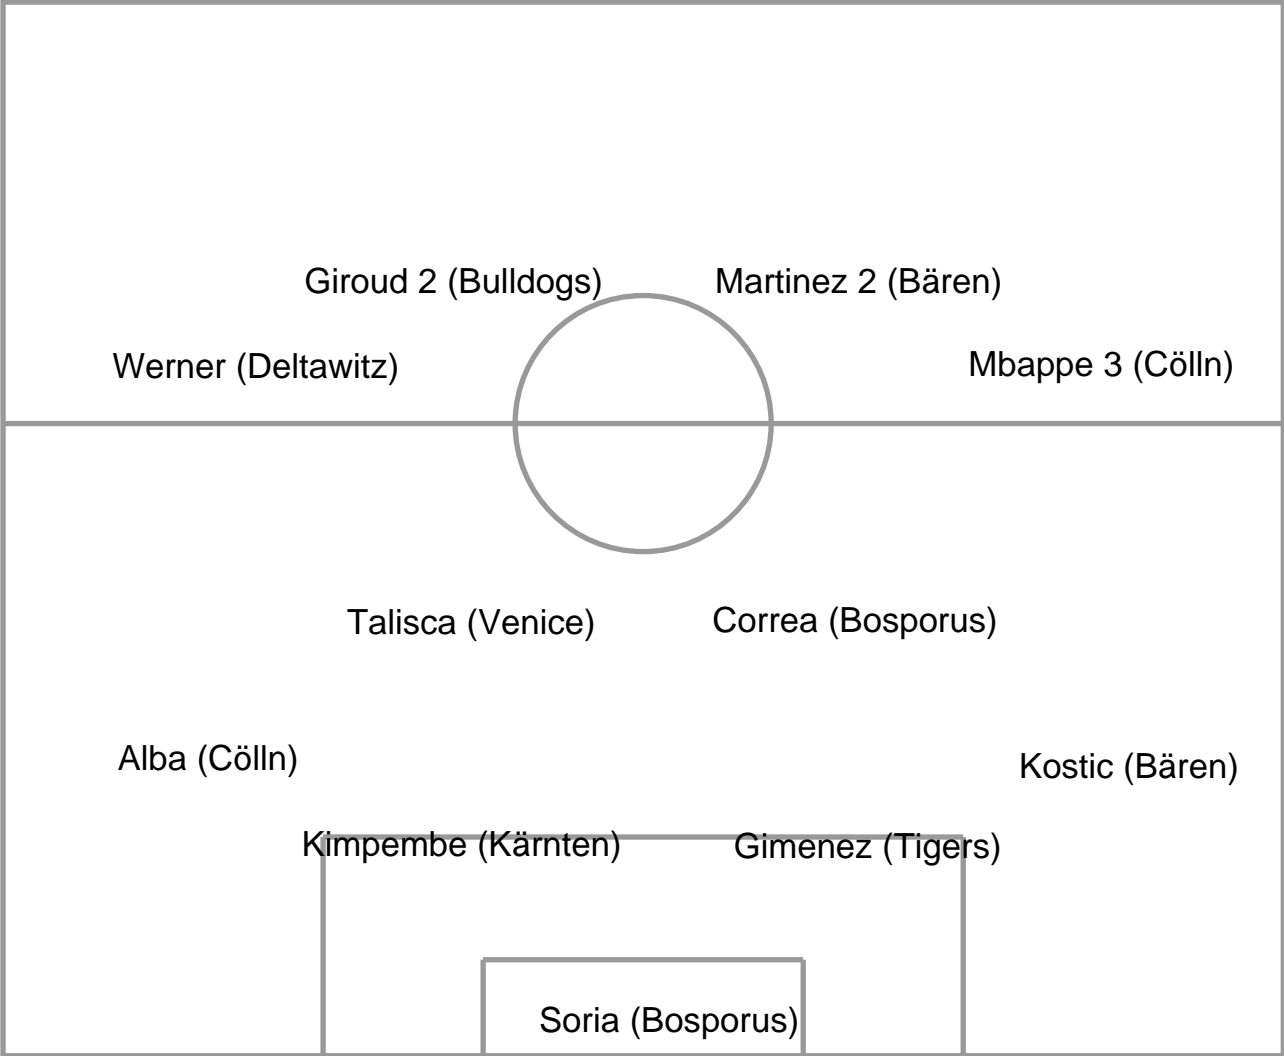 Giroud 2 (Bulldogs)
Martinez 2 (Bären)
Werner (Deltawitz)
Mbappe 3 (Cölln)
Talisca (Venice)
Correa (Bosporus)
Alba (Cölln)
Kostic (Bären)
Kimpembe (Kärnten)
Gimenez (Tigers)
Soria (Bosporus)